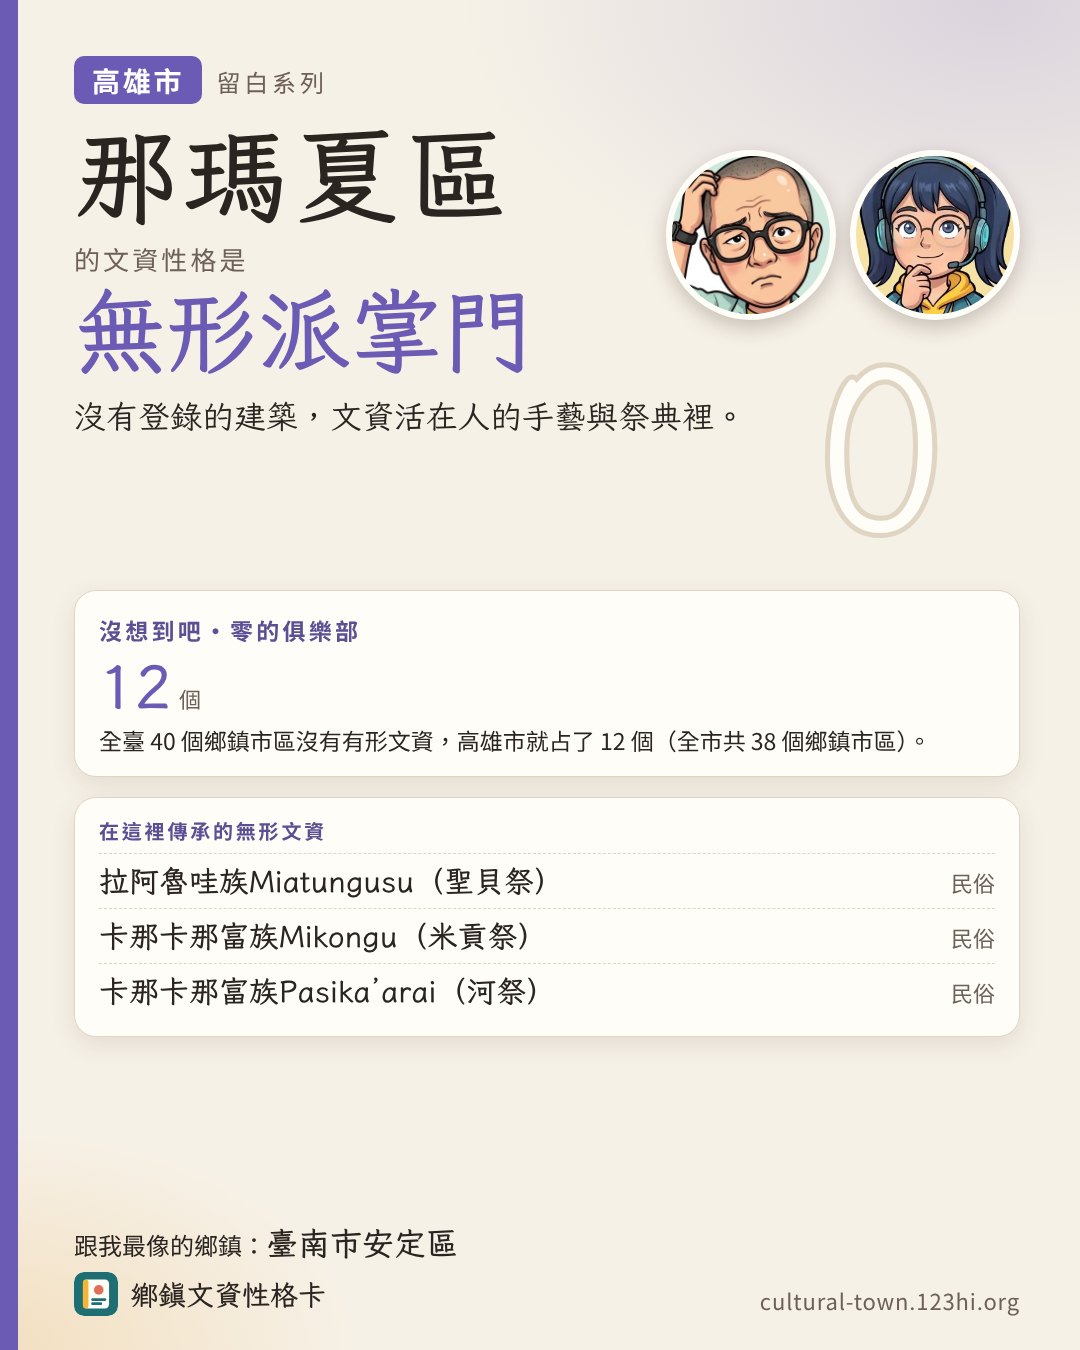 高雄市 留白系列
那瑪夏區
的文資性格是
無形派掌門
沒有登錄的建築，文資活在人的手藝與祭典裡。
0
沒想到吧・零的俱樂部
12 個
全臺 40 個鄉鎮市區沒有有形文資，高雄市就占了 12 個（全市共 38 個鄉鎮市區）。
在這裡傳承的無形文資
拉阿魯哇族Miatungusu（聖貝祭） 民俗
卡那卡那富族Mikongu（米貢祭） 民俗
卡那卡那富族Pasika’arai（河祭） 民俗
跟我最像的鄉鎮：臺南市安定區
鄉鎮文資性格卡
cultural-town.123hi.org